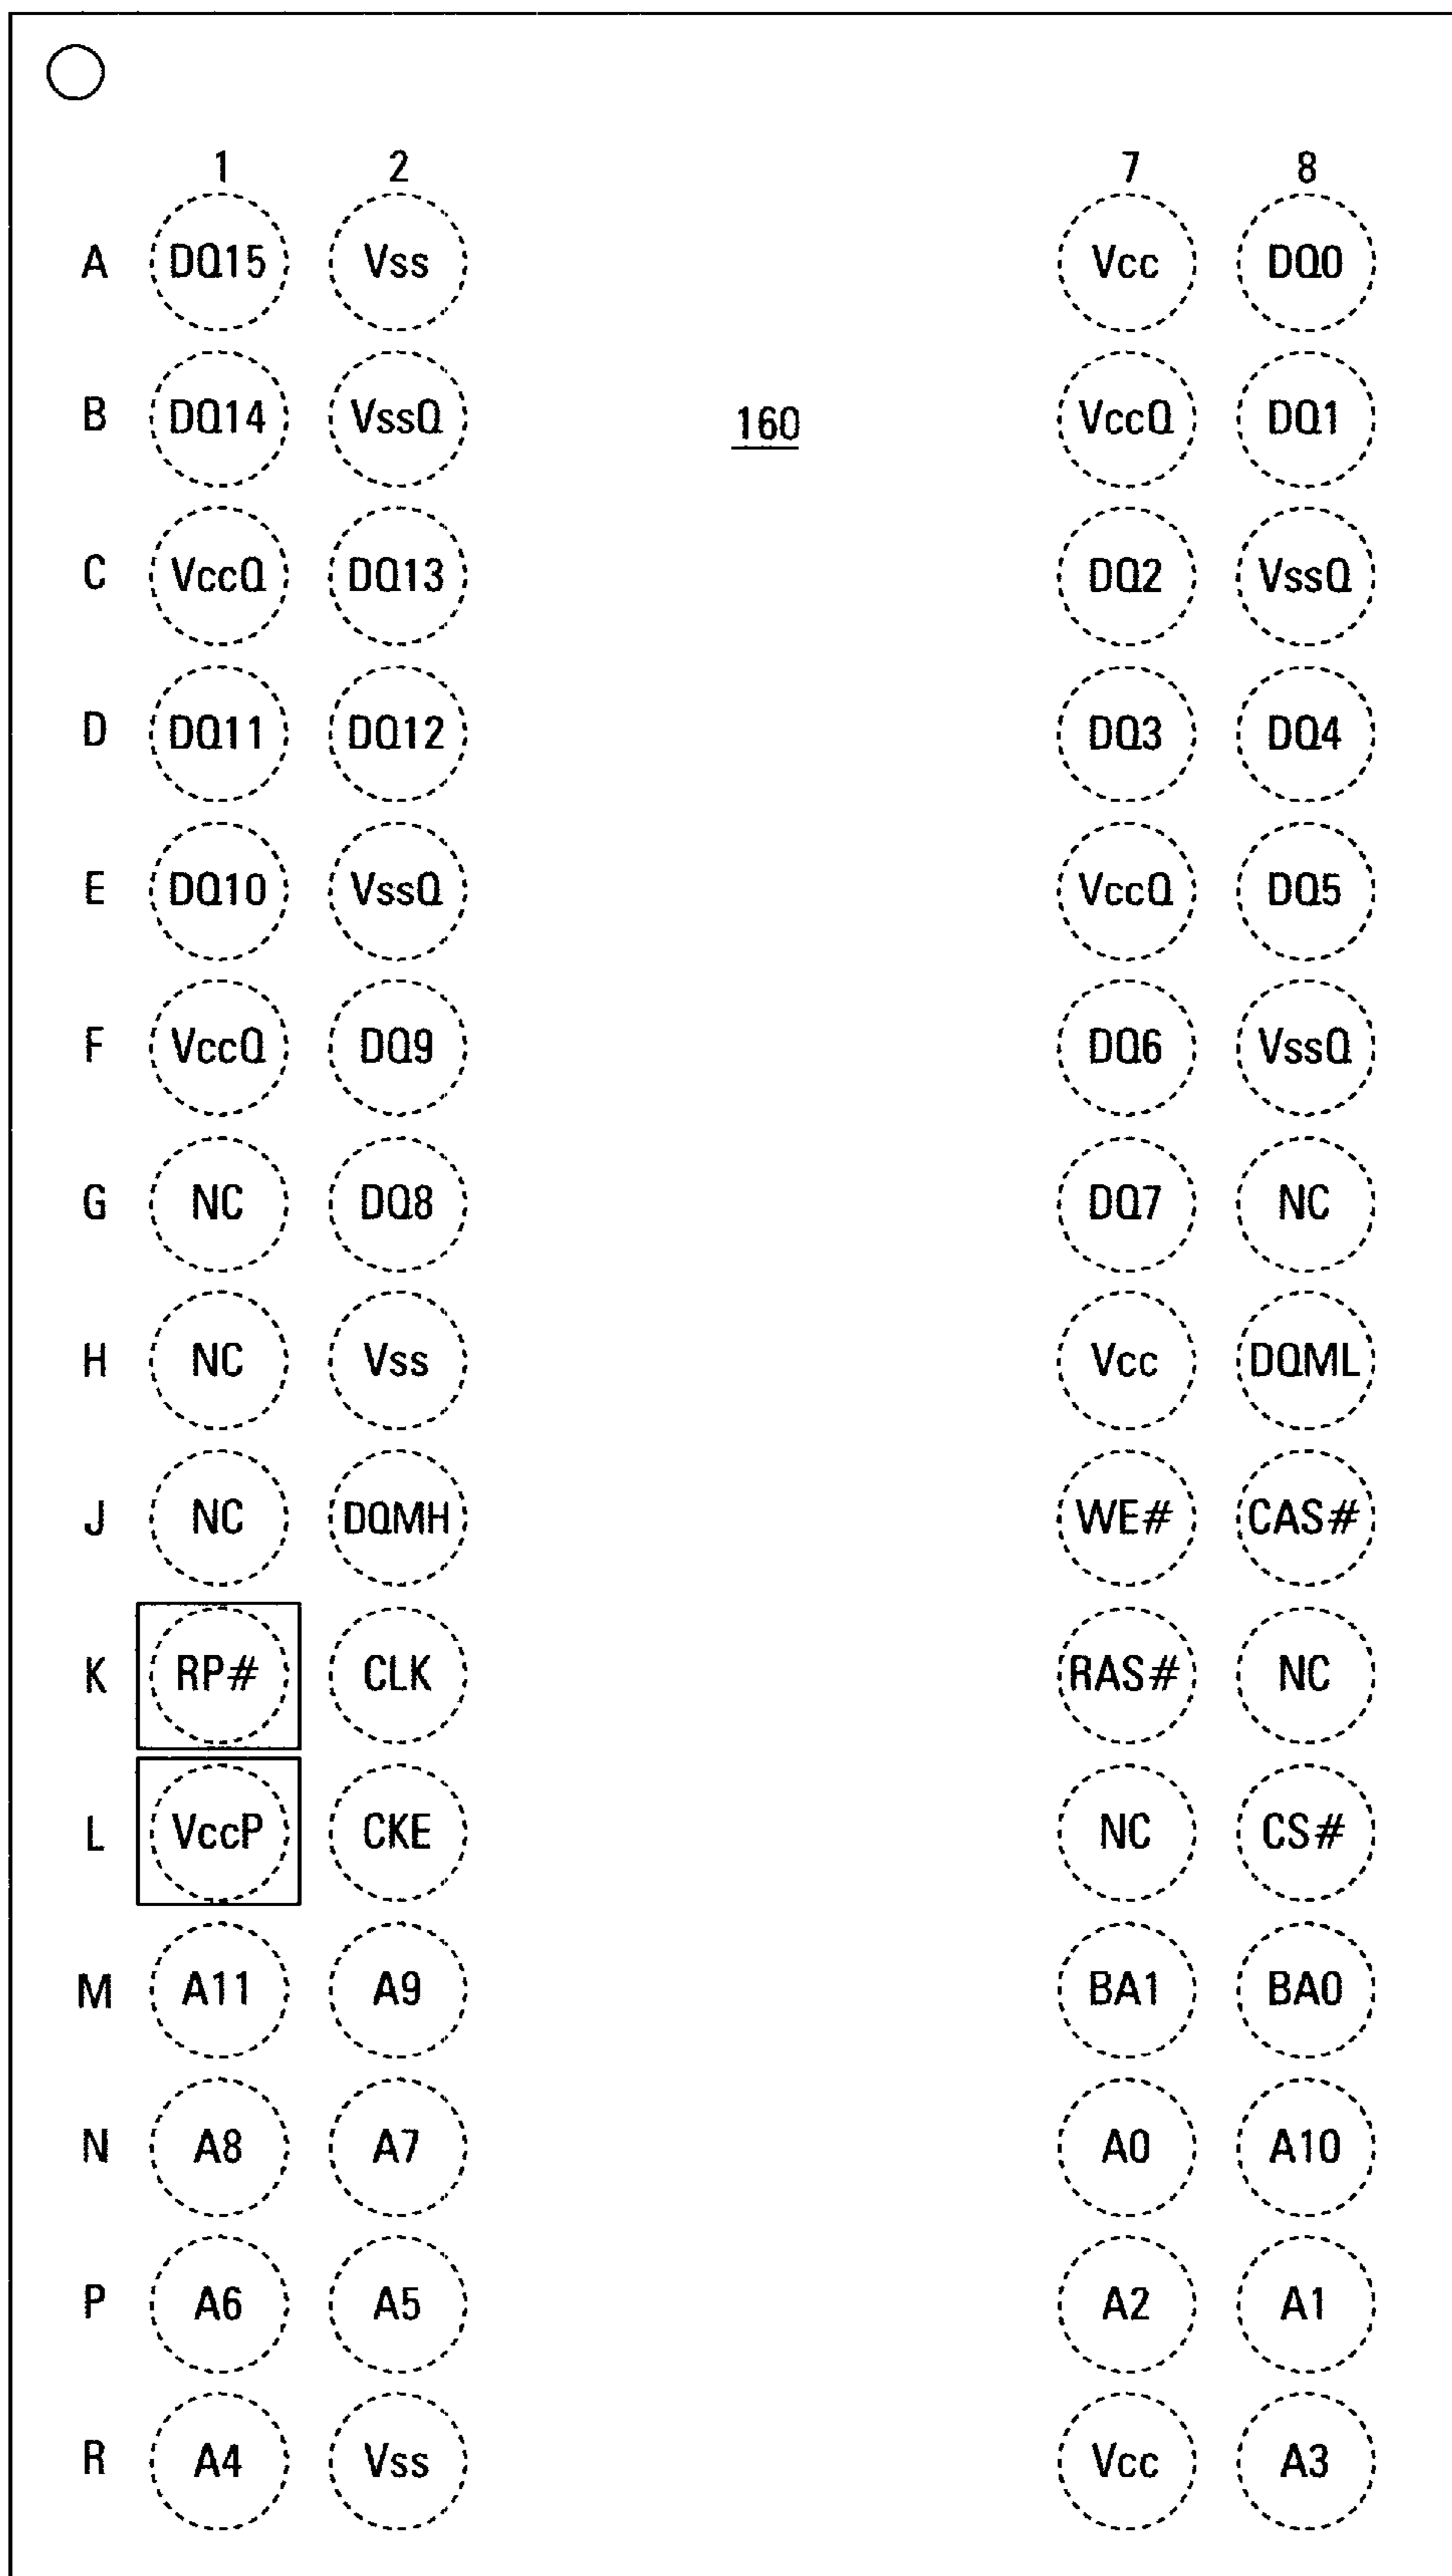 1 2 7 8
A DQ15 Vss Vcc DQ0
B DQ14 VssQ 160 VccQ DQ1
C VccQ DQ13 DQ2 VssQ
D DQ11 DQ12 DQ3 DQ4
E DQ10 VssQ VccQ DQ5
F VccQ DQ9 DQ6 VssQ
G NC DQ8 DQ7 NC
H NC Vss Vcc DQML
J NC DQMH WE# CAS#
K RP# CLK RAS# NC
L VccP CKE NC CS#
M A11 A9 BA1 BA0
N A8 A7 A0 A10
P A6 A5 A2 A1
R A4 Vss Vcc A3